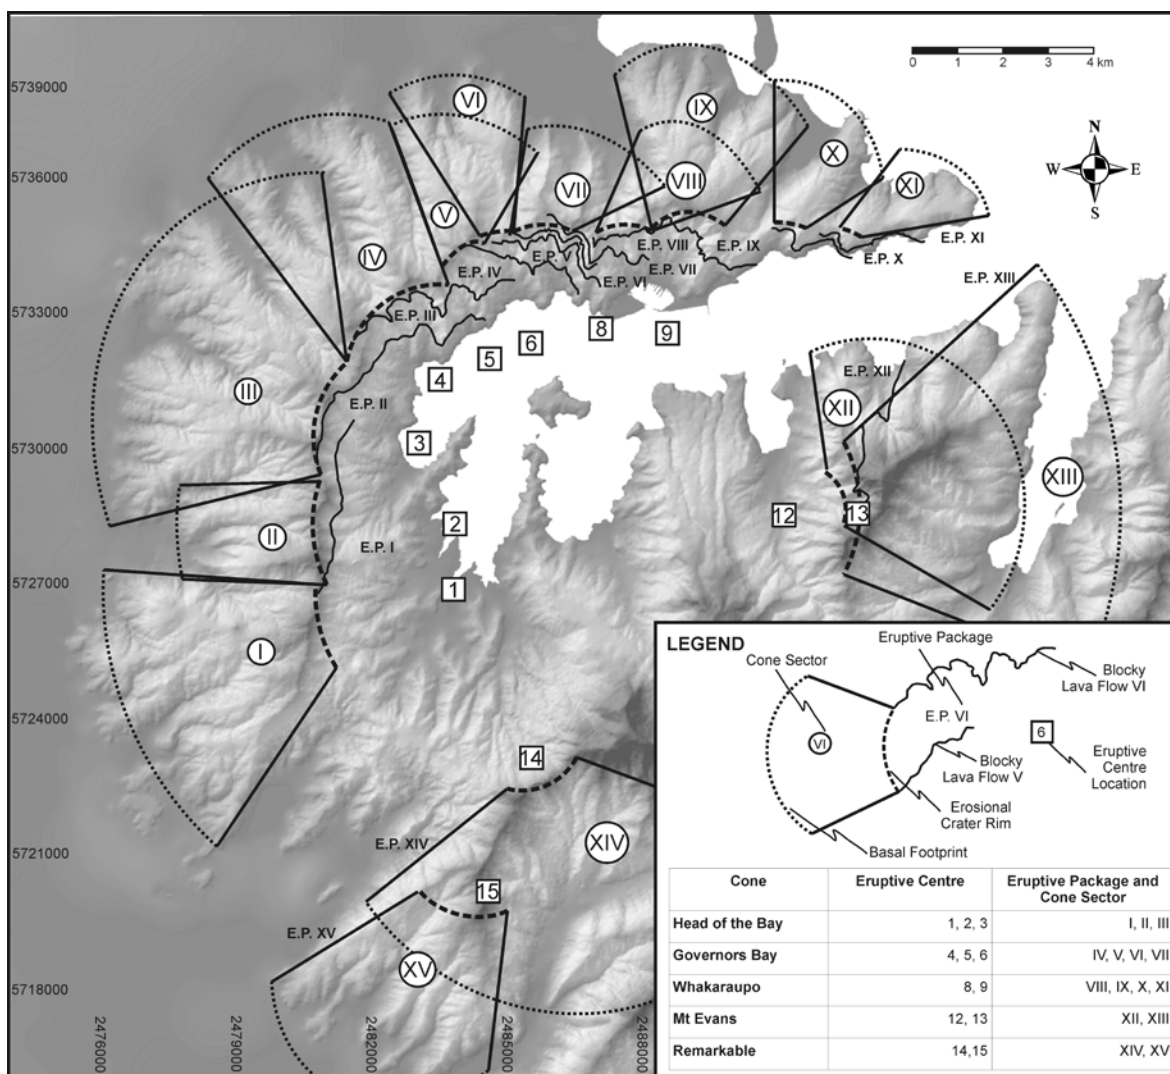 5739000
5736000
5733000
5730000
5727000
5724000
5721000
5718000
2476000
2479000
2482000
2485000
2488000
0 1 2 3 4 km
N
W E
S
VI
IX
X
VII
VIII
XI
V
IV
E.P. XI
E.P. VIII
E.P. IX
E.P. X
E.P. V
E.P. VII
E.P. IV
E.P. VI
E.P. XIII
E.P. III
8
9
6
5
4
III
E.P. II
E.P. XII
XII
3
XIII
12
13
2
II
E.P. I
1
I
14
E.P. XIV
XIV
15
E.P. XV
XV
LEGEND
Eruptive Package
Cone Sector
Blocky
Lava Flow VI
E.P. VI
VI
6
Blocky
Lava Flow V
Eruptive
Centre
Location
Erosional
Crater Rim
Basal Footprint
Cone Eruptive Centre Eruptive Package and
Cone Sector
Head of the Bay 1, 2, 3 I, II, III
Governors Bay 4, 5, 6 IV, V, VI, VII
Whakaraupo 8, 9 VIII, IX, X, XI
Mt Evans 12, 13 XII, XIII
Remarkable 14,15 XIV, XV